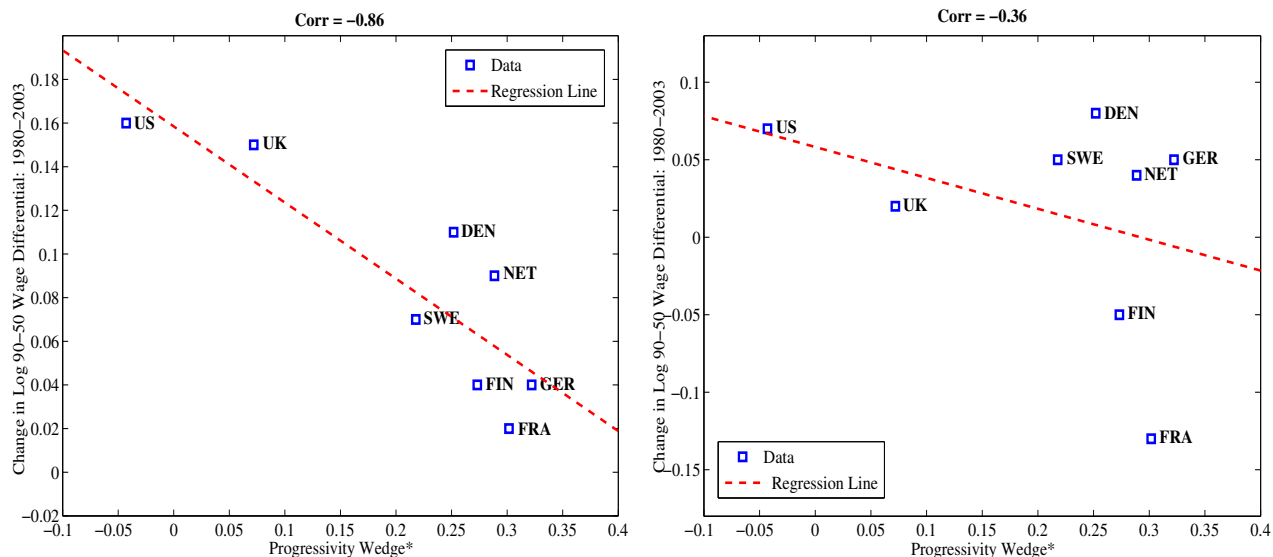 Corr = −0.86
Change in Log 90−50 Wage Differential: 1980−2003
0.18
0.16
0.14
0.12
0.1
0.08
0.06
0.04
0.02
0
−0.02
−0.1
−0.05
0
0.05
0.1
0.15
0.2
0.25
0.3
0.35
0.4
Progressivity Wedge*
Data
Regression Line
US
UK
DEN
NET
SWE
FIN
GER
FRA
Corr = −0.36
Change in Log 90−50 Wage Differential: 1980−2003
0.1
0.05
0
−0.05
−0.1
−0.15
−0.1
−0.05
0
0.05
0.1
0.15
0.2
0.25
0.3
0.35
0.4
Progressivity Wedge*
US
DEN
SWE
GER
NET
UK
FIN
FRA
Data
Regression Line